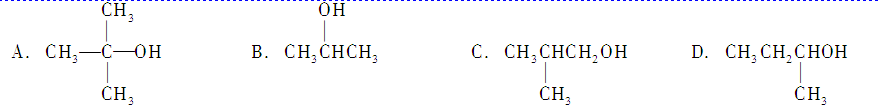 CH₃ OH
A. CH₃—C—OH B. CH₃CHCH₃ C. CH₃CHCH₂OH D. CH₃CH₂CHOH
CH₃ CH₃ CH₃